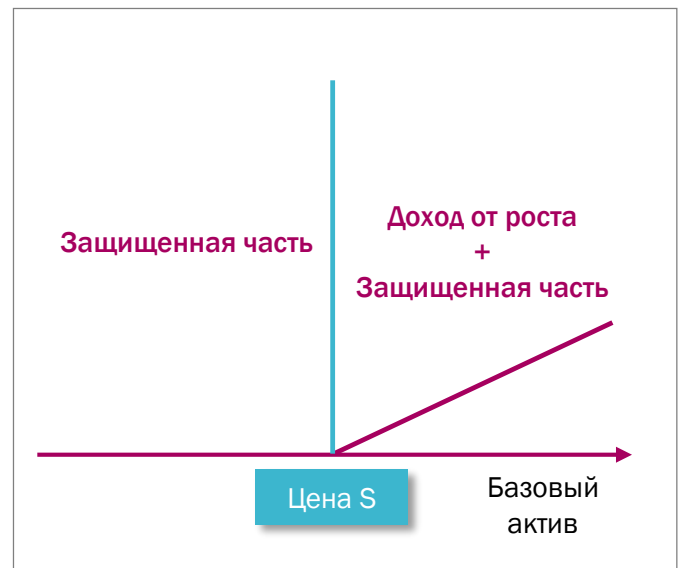 Защищенная часть
Доход от роста
+
Защищенная часть
Цена S
Базовый
актив